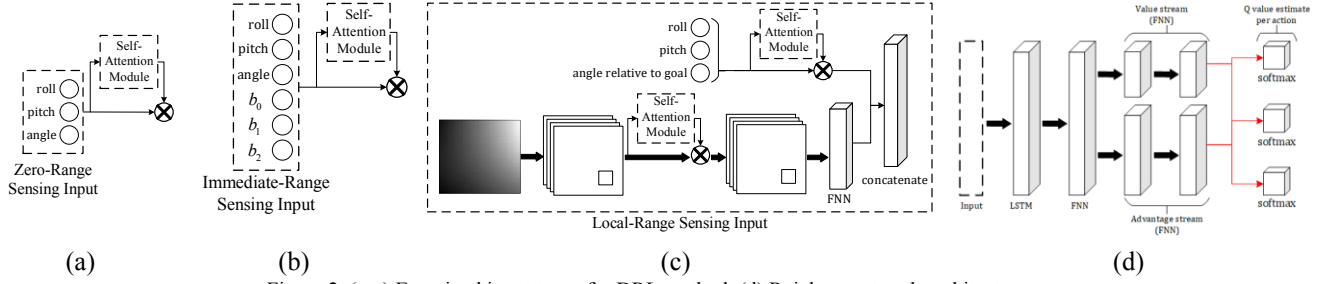 roll
pitch
angle
Self-
Attention
Module
Zero-Range
Sensing Input
(a)
roll
pitch
angle
b0
b1
b2
Self-
Attention
Module
Immediate-Range
Sensing Input
(b)
roll
pitch
angle relative to goal
Self-
Attention
Module
Self-
Attention
Module
FNN
concatenate
Local-Range Sensing Input
(c)
Value stream
(FNN)
Q value estimate
per action
softmax
softmax
softmax
Input
LSTM
FNN
Advantage stream
(FNN)
(d)